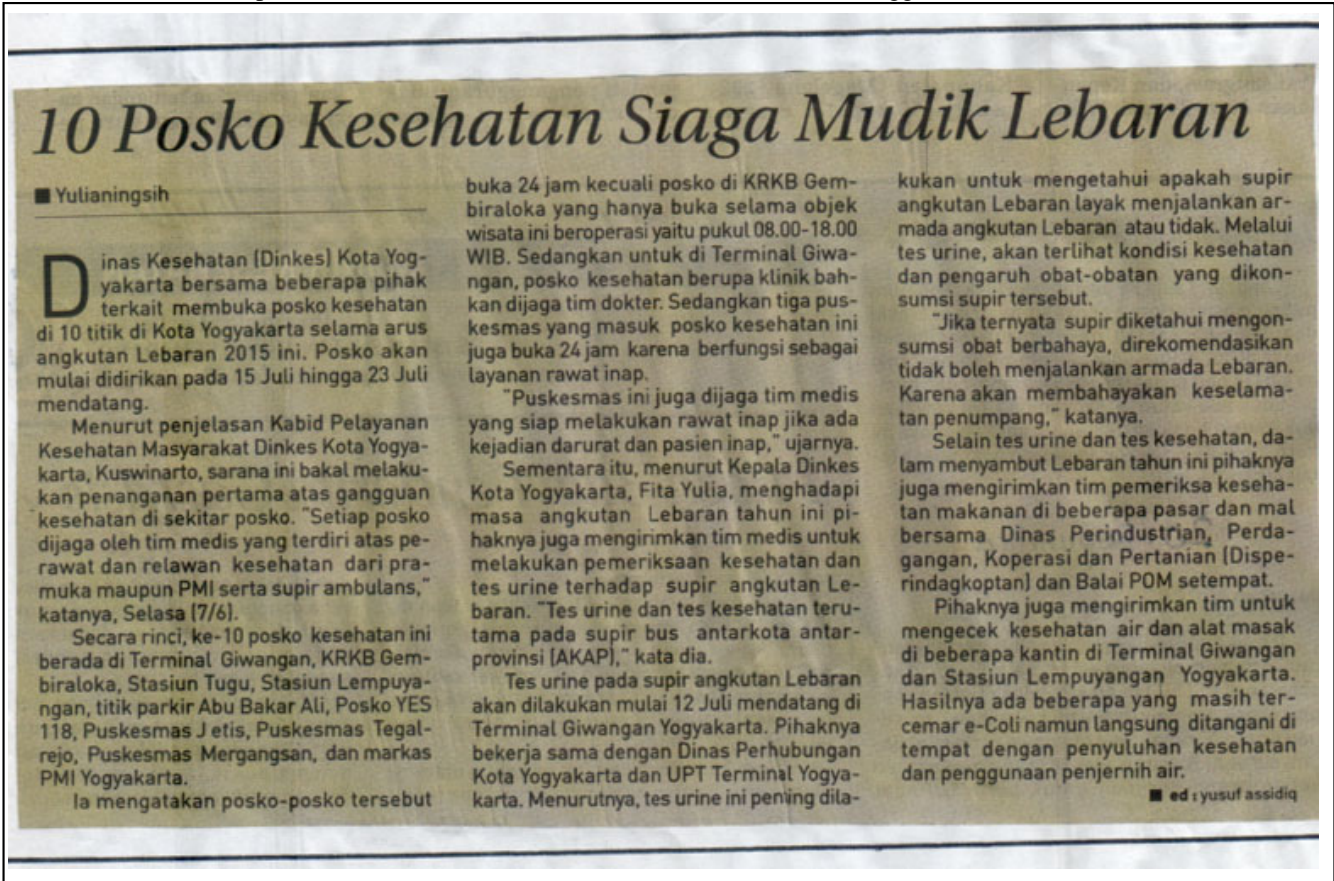 10 Posko Kesehatan Siaga Mudik Lebaran
■ Yulianingsih
Dinas Kesehatan (Dinkes) Kota Yog-
yakarta bersama beberapa pihak
terkait membuka posko kesehatan
di 10 titik di Kota Yogyakarta selama arus
angkutan Lebaran 2015 ini. Posko akan
mulai didirikan pada 15 Juli hingga 23 Juli
mendatang.
Menurut penjelasan Kabid Pelayanan
Kesehatan Masyarakat Dinkes Kota Yogya-
karta, Kuswinarto, sarana ini bakal melaku-
kan penanganan pertama atas gangguan
kesehatan di sekitar posko. "Setiap posko
dijaga oleh tim medis yang terdiri atas pe-
rawat dan relawan kesehatan dari pra-
muka maupun PMI serta supir ambulans,"
katanya, Selasa (7/6).
Secara rinci, ke-10 posko kesehatan ini
berada di Terminal Giwangan, KRKB Gem-
biraloka, Stasiun Tugu, Stasiun Lempuya-
ngan, titik parkir Abu Bakar Ali, Posko YES
118, Puskesmas J etis, Puskesmas Tegal-
rejo, Puskesmas Mergangsan, dan markas
PMI Yogyakarta.
Ia mengatakan posko-posko tersebut
buka 24 jam kecuali posko di KRKB Gem-
biraloka yang hanya buka selama objek
wisata ini beroperasi yaitu pukul 08.00-18.00
WIB. Sedangkan untuk di Terminal Giwa-
ngan, posko kesehatan berupa klinik bah-
kan dijaga tim dokter. Sedangkan tiga pus-
kesmas yang masuk posko kesehatan ini
juga buka 24 jam karena berfungsi sebagai
layanan rawat inap.
"Puskesmas ini juga dijaga tim medis
yang siap melakukan rawat inap jika ada
kejadian darurat dan pasien inap," ujarnya.
Sementara itu, menurut Kepala Dinkes
Kota Yogyakarta, Fita Yulia, menghadapi
masa angkutan Lebaran tahun ini pi-
haknya juga mengirimkan tim medis untuk
melakukan pemeriksaan kesehatan dan
tes urine terhadap supir angkutan Le-
baran. "Tes urine dan tes kesehatan teru-
tama pada supir bus antarkota antar-
provinsi (AKAP)," kata dia.
Tes urine pada supir angkutan Lebaran
akan dilakukan mulai 12 Juli mendatang di
Terminal Giwangan Yogyakarta. Pihaknya
bekerja sama dengan Dinas Perhubungan
Kota Yogyakarta dan UPT Terminal Yogya-
karta. Menurutnya, tes urine ini penting dila-
kukan untuk mengetahui apakah supir
angkutan Lebaran layak menjalankan ar-
mada angkutan Lebaran atau tidak. Melalui
tes urine, akan terlihat kondisi kesehatan
dan pengaruh obat-obatan yang dikon-
sumsi supir tersebut.
"Jika ternyata supir diketahui mengon-
sumsi obat berbahaya, direkomendasikan
tidak boleh menjalankan armada Lebaran.
Karena akan membahayakan keselama-
tan penumpang," katanya.
Selain tes urine dan tes kesehatan, da-
lam menyambut Lebaran tahun ini pihaknya
juga mengirimkan tim pemeriksa keseha-
tan makanan di beberapa pasar dan mal
bersama Dinas Perindustrian, Perda-
gangan, Koperasi dan Pertanian (Dispe-
rindagkoptan) dan Balai POM setempat.
Pihaknya juga mengirimkan tim untuk
mengecek kesehatan air dan alat masak
di beberapa kantin di Terminal Giwangan
dan Stasiun Lempuyangan Yogyakarta.
Hasilnya ada beberapa yang masih ter-
cemar e-Coli namun langsung ditangani di
tempat dengan penyuluhan kesehatan
dan penggunaan penjernih air.
■ ed : yusuf assidiq